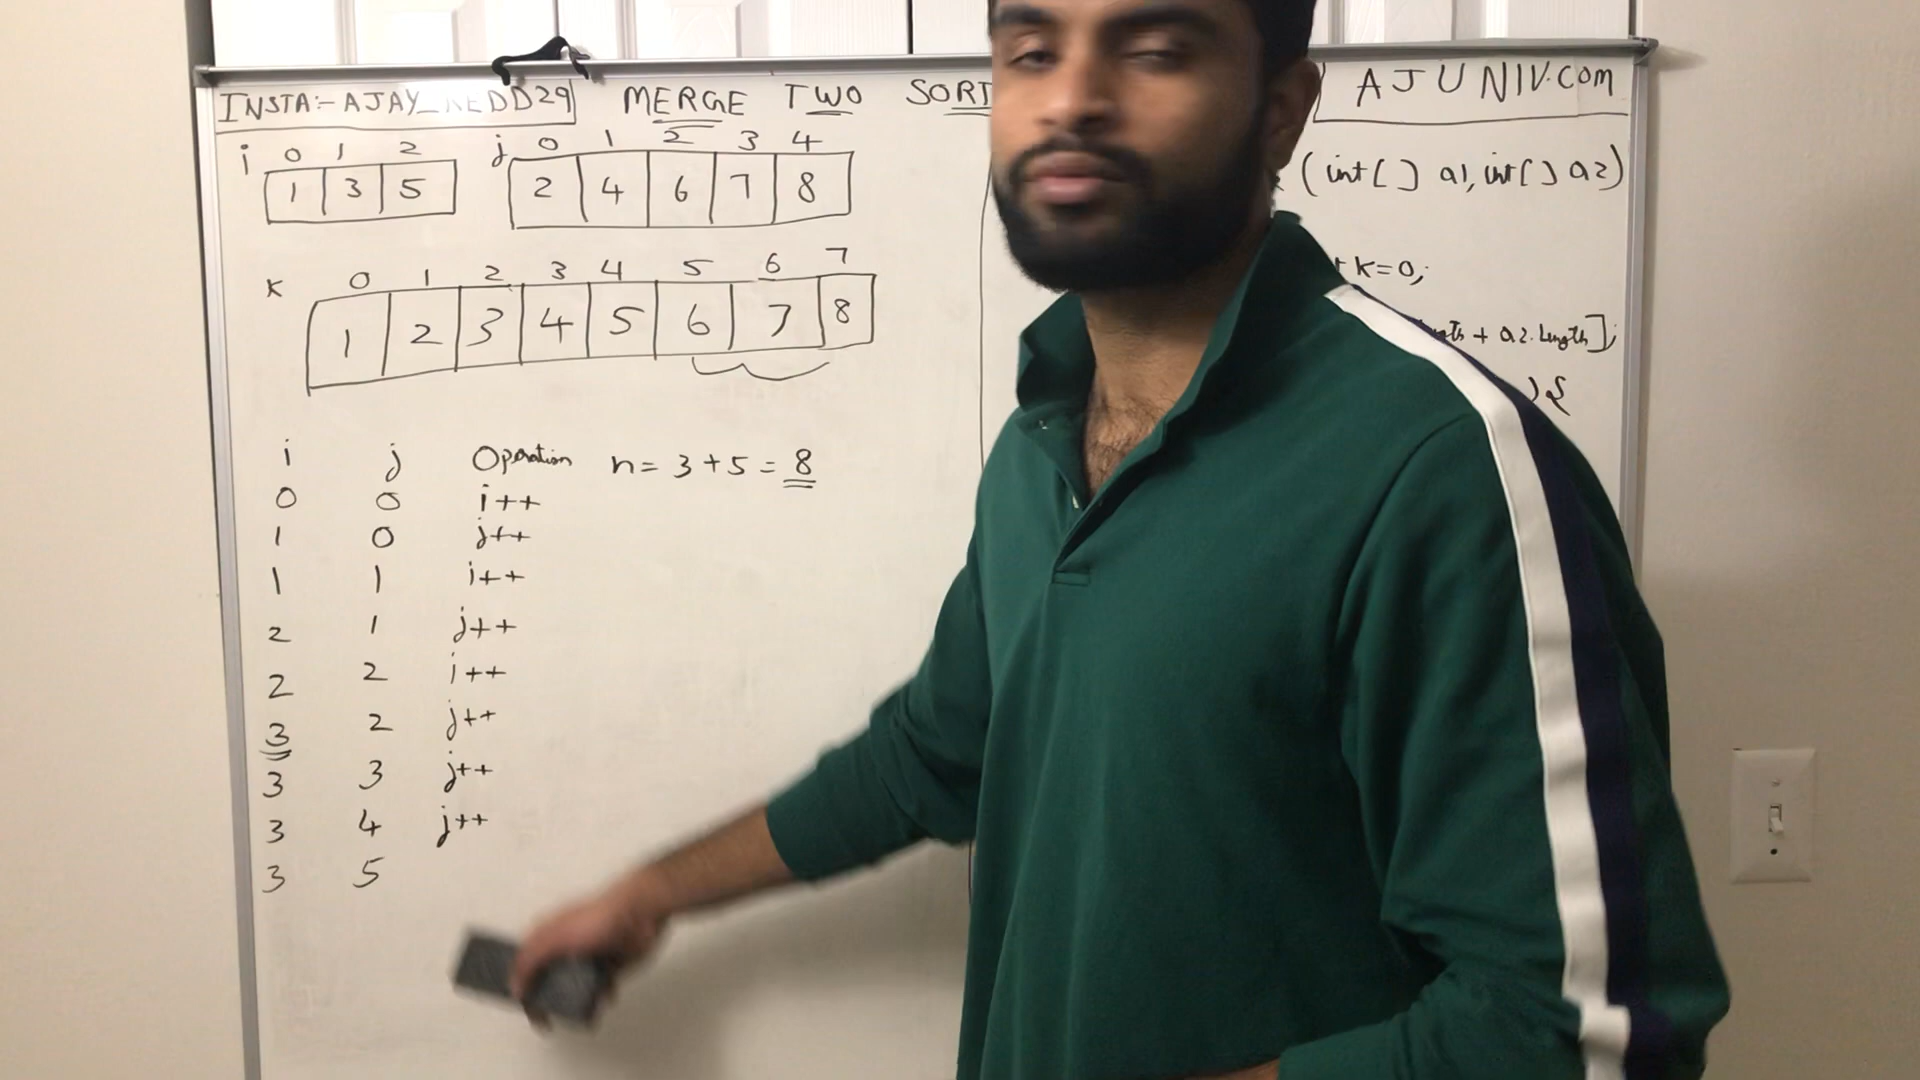 INSTA:- AJAY_REDD29 MERGE TWO SORT AJUNIV.COM
i 0 1 2 j 0 1 2 3 4
1 3 5 2 4 6 7 8
(int[] a1, int[] a2)
k 0 1 2 3 4 5 6 7
k=0;
1 2 3 4 5 6 7 8
+ a2.length];
){
i j Operation n= 3+5 = 8
0 0 i++
1 0 j++
1 1 i++
2 1 j++
2 2 i++
3 2 j++
3 3 j++
3 4 j++
3 5